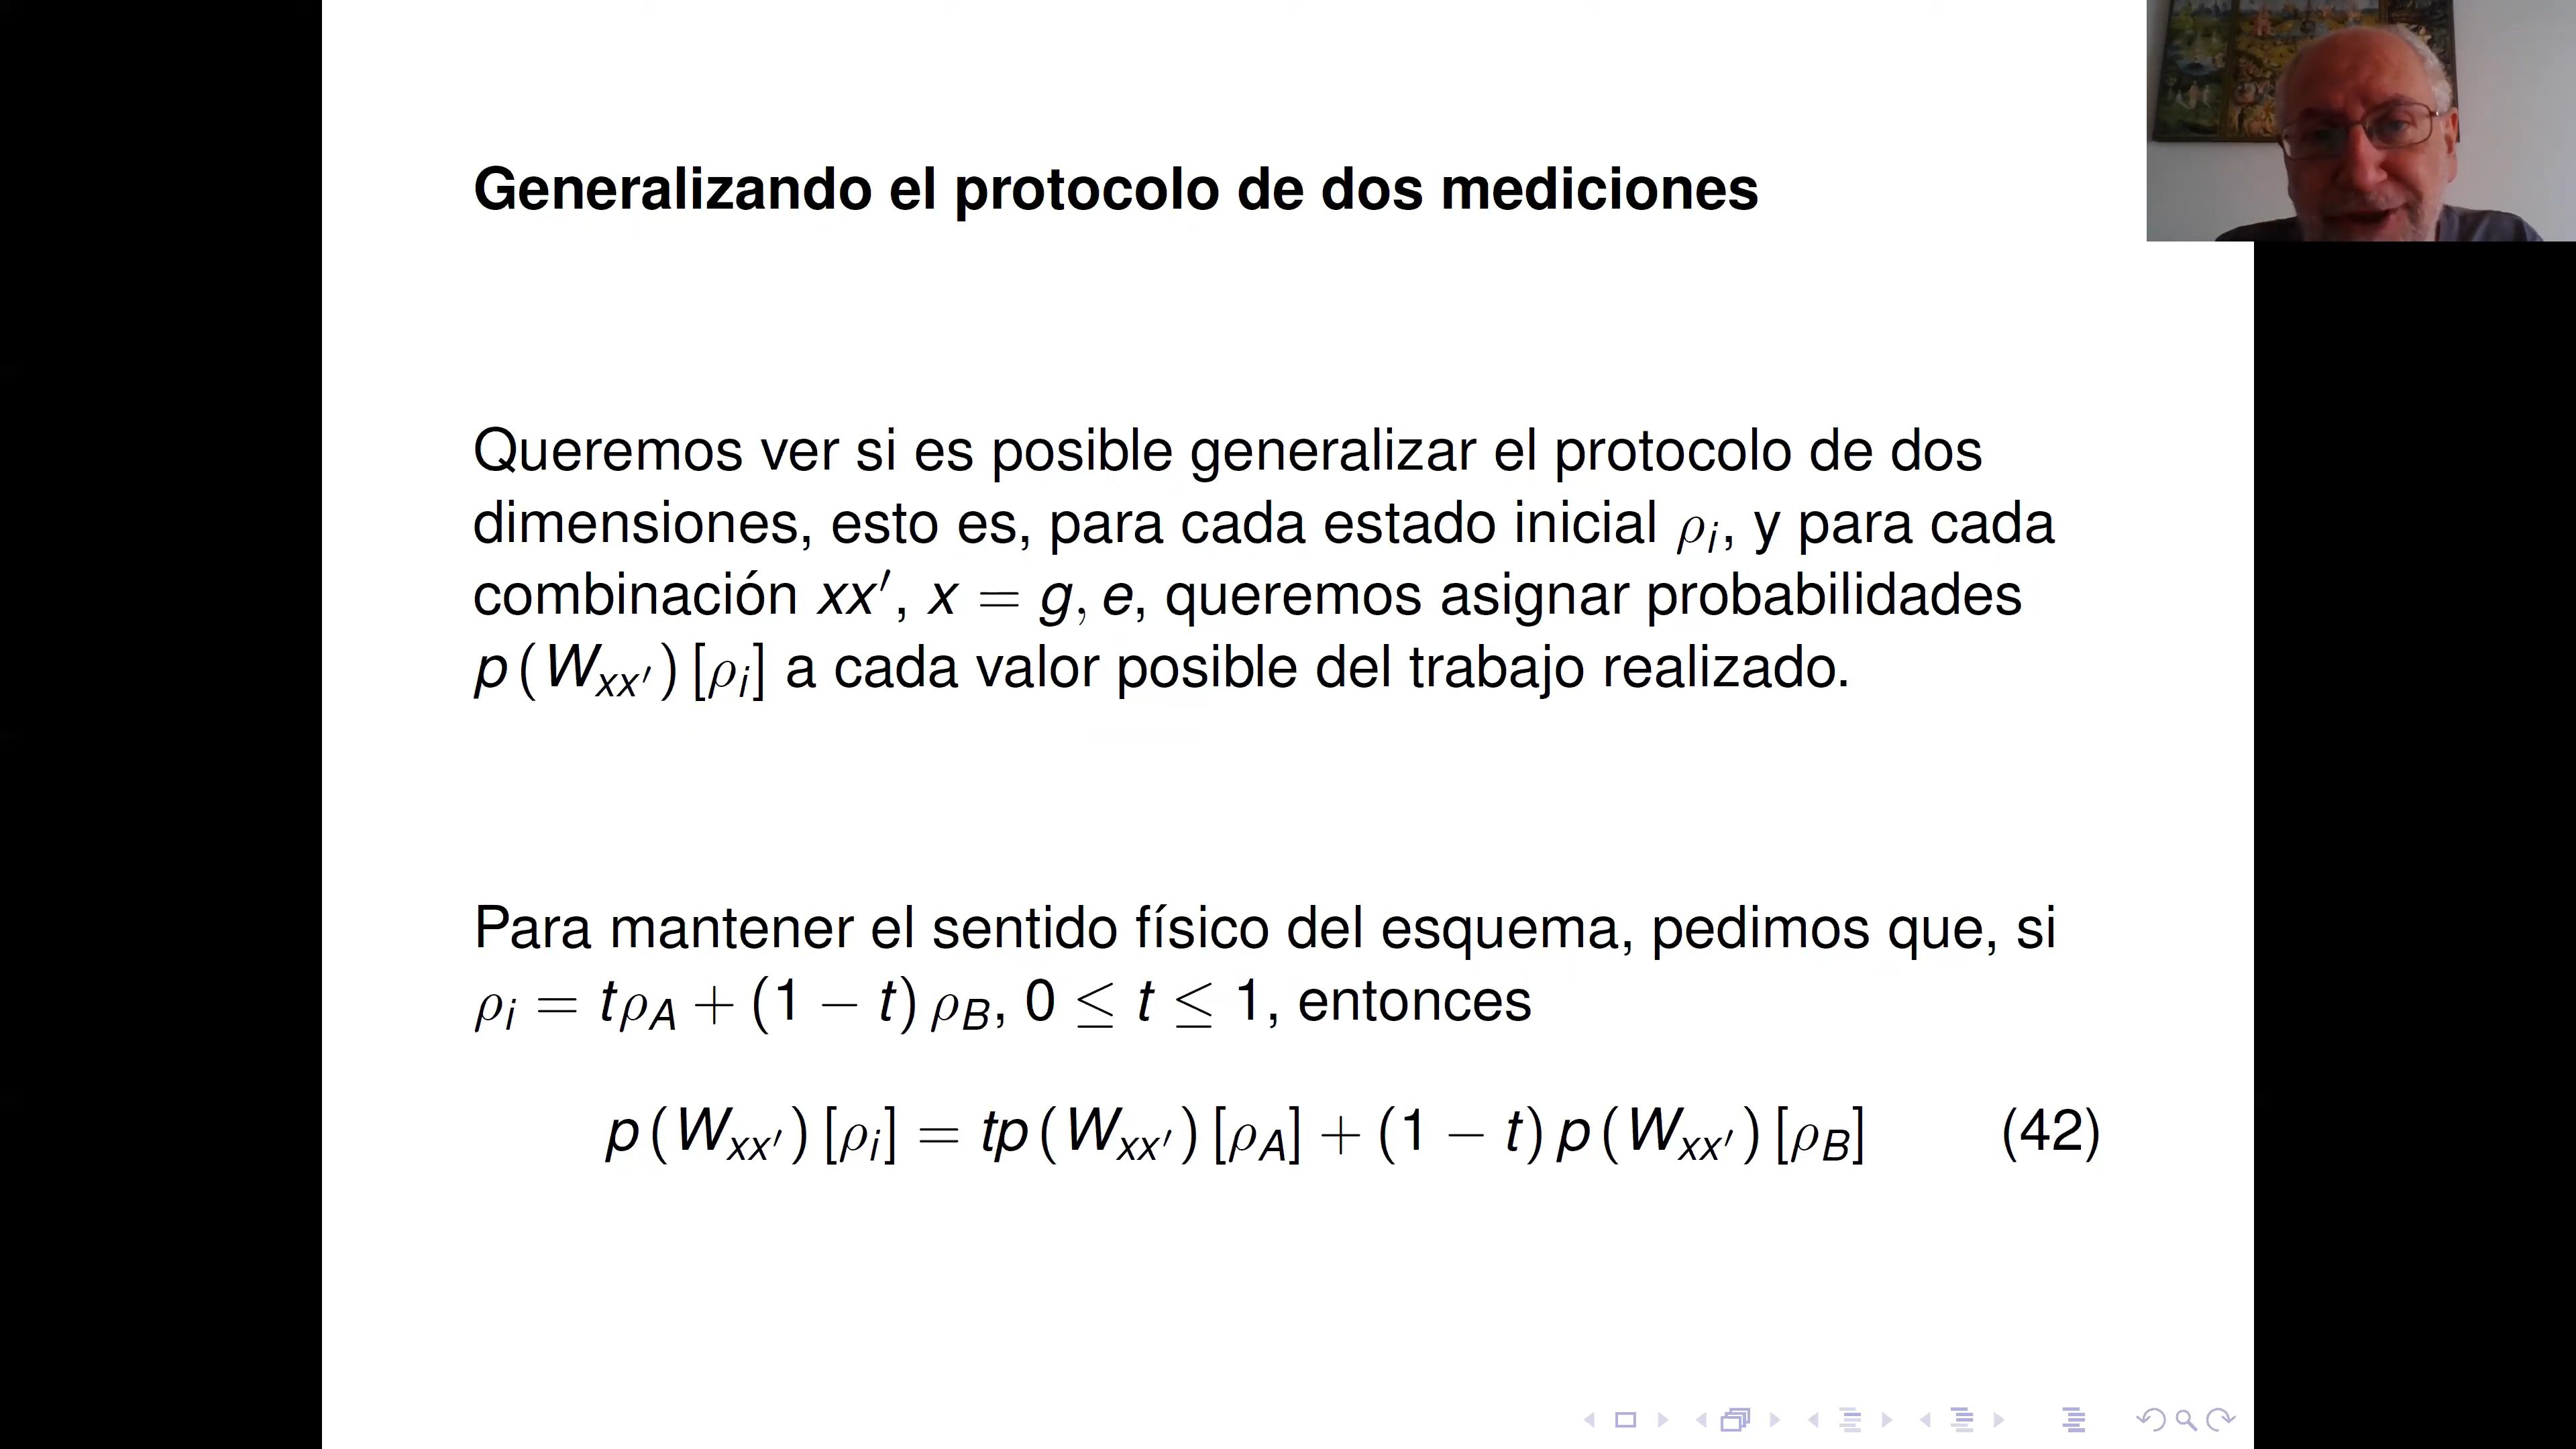 Generalizando el protocolo de dos mediciones
Queremos ver si es posible generalizar el protocolo de dos
dimensiones, esto es, para cada estado inicial ρ_i, y para cada
combinación xx′, x = g, e, queremos asignar probabilidades
p (W_{xx′}) [ρ_i] a cada valor posible del trabajo realizado.
Para mantener el sentido físico del esquema, pedimos que, si
ρ_i = tρ_A + (1 − t) ρ_B, 0 ≤ t ≤ 1, entonces
p (W_{xx′}) [ρ_i] = tp (W_{xx′}) [ρ_A] + (1 − t) p (W_{xx′}) [ρ_B] (42)